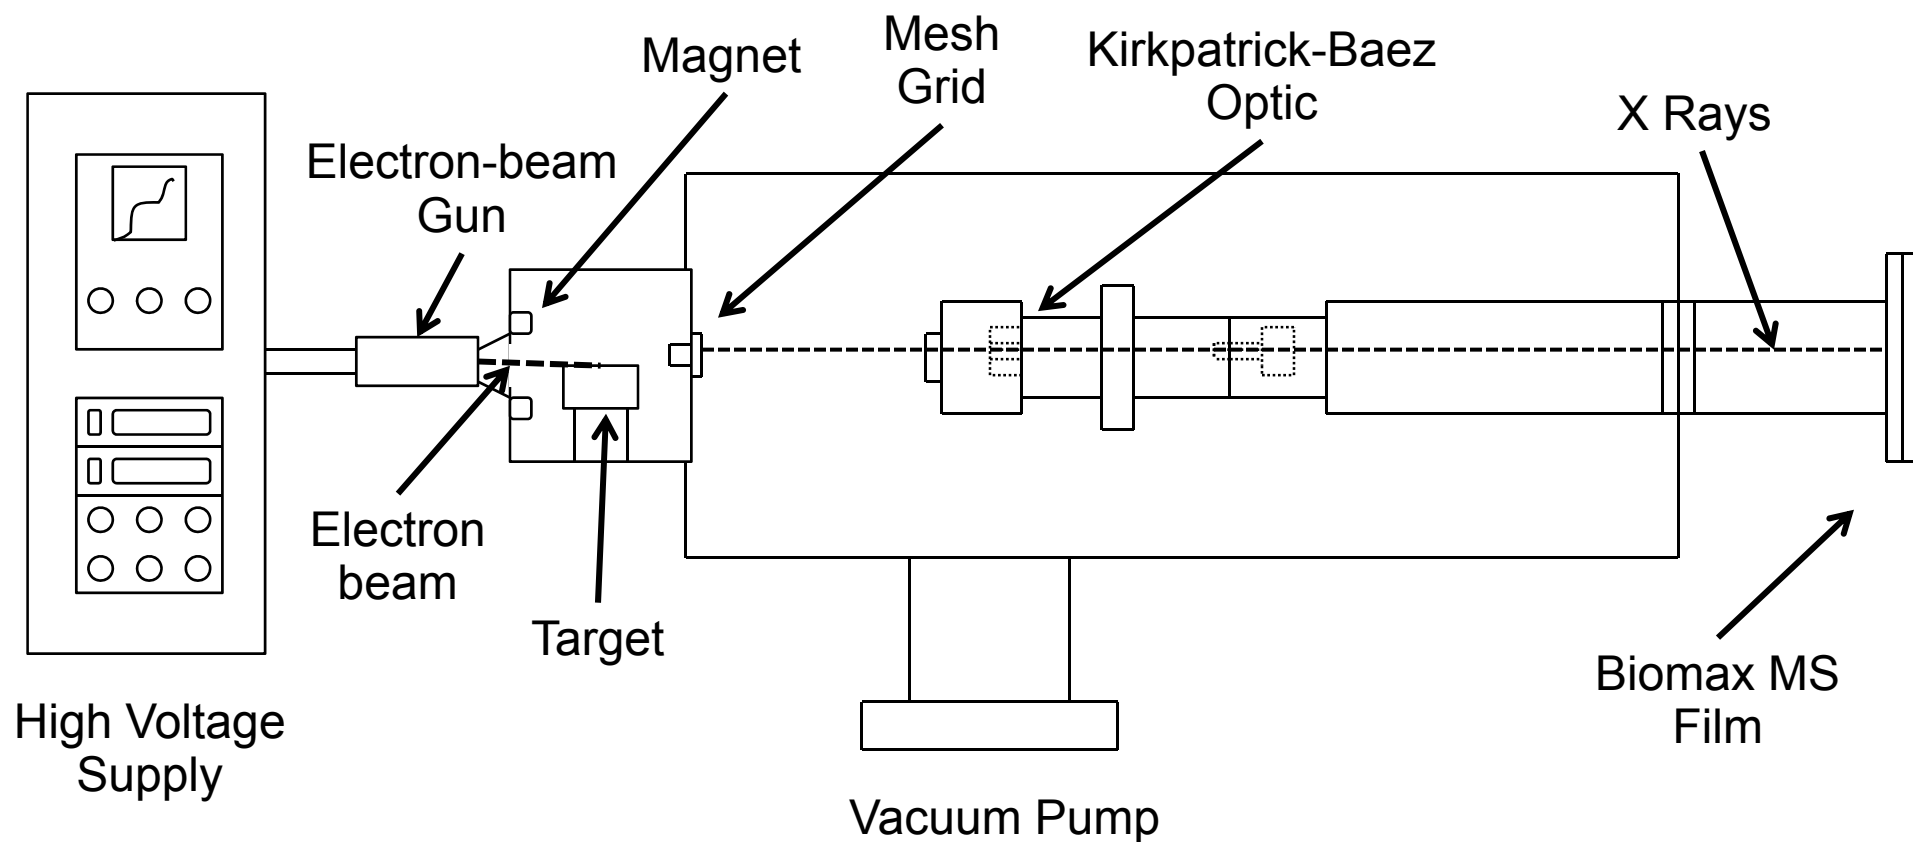 Magnet
Mesh
Grid
Kirkpatrick-Baez
Optic
X Rays
Electron-beam
Gun
Electron
beam
Target
Biomax MS
Film
High Voltage
Supply
Vacuum Pump